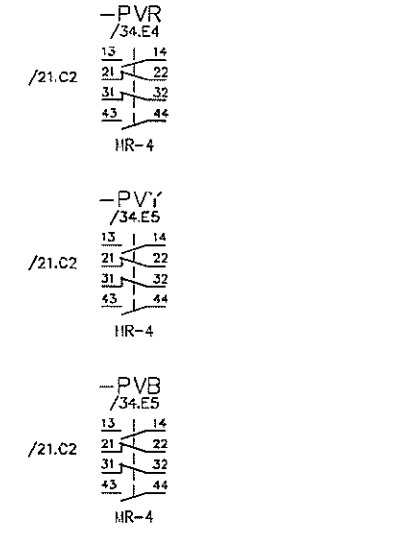 -PVR
/34.E4
13 14
/21.C2 21 22
31 32
43 44
MR-4
-PVY
/34.E5
13 14
/21.C2 21 22
31 32
43 44
MR-4
-PVB
/34.E5
13 14
/21.C2 21 22
31 32
43 44
MR-4